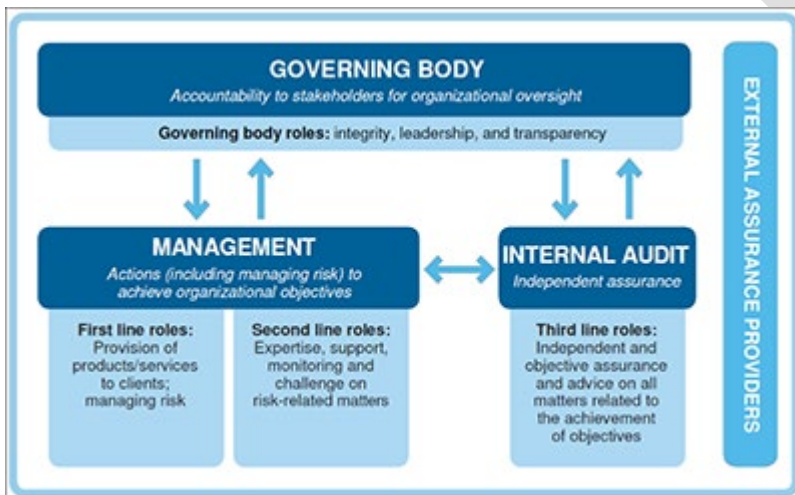 GOVERNING BODY
Accountability to stakeholders for organizational oversight
Governing body roles: integrity, leadership, and transparency
MANAGEMENT
Actions (including managing risk) to
achieve organizational objectives
First line roles:
Provision of
products/services
to clients;
managing risk
Second line roles:
Expertise, support,
monitoring and
challenge on
risk-related matters
INTERNAL AUDIT
Independent assurance
Third line roles:
Independent and
objective assurance
and advice on all
matters related to
the achievement
of objectives
EXTERNAL ASSURANCE PROVIDERS